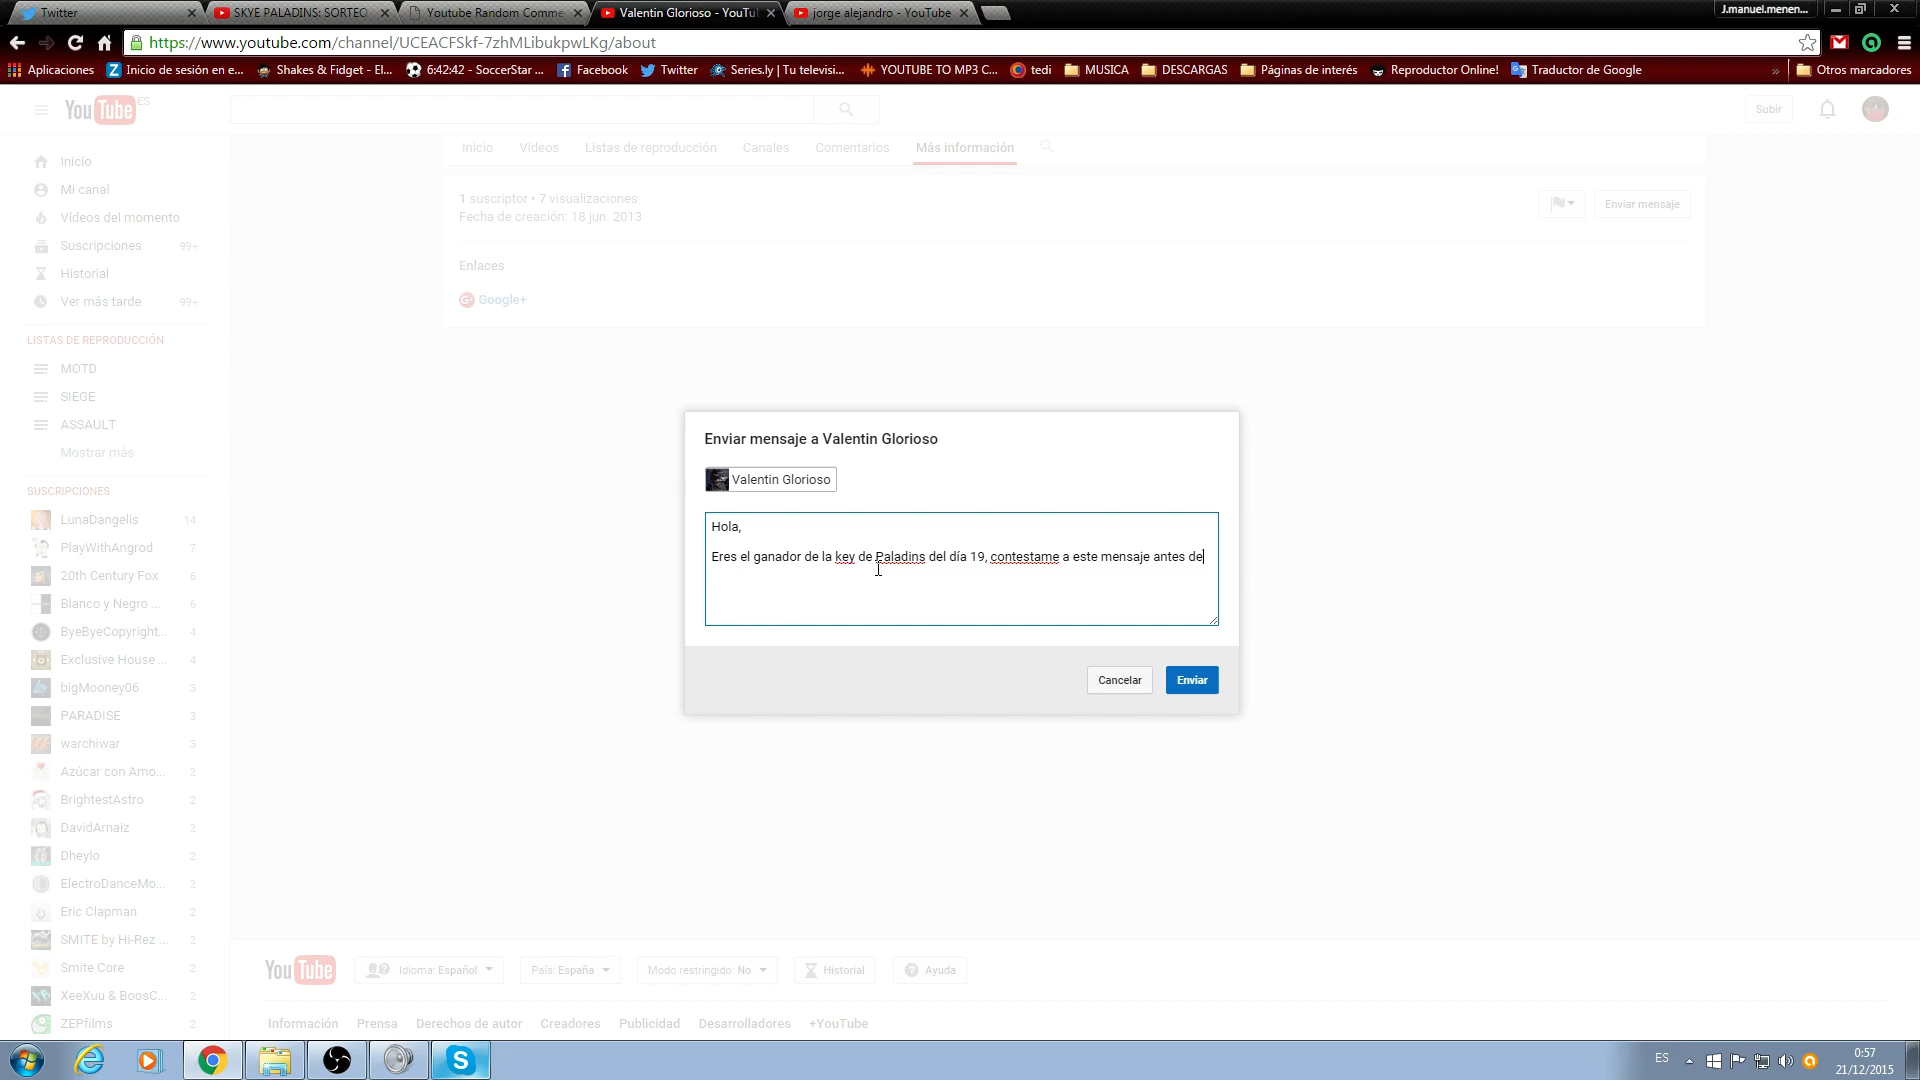 Twitter
SKYE PALADINS: SORTEO
Youtube Random Comme
Valentin Glorioso - YouTu
jorge alejandro - YouTube
J.manuel.menen...
https://www.youtube.com/channel/UCEACFSkf-7zhMLibukpwLKg/about
Aplicaciones
Inicio de sesión en e...
Shakes & Fidget - El...
6:42:42 - SoccerStar ...
Facebook
Twitter
Series.ly | Tu televisi...
YOUTUBE TO MP3 C...
tedi
MUSICA
DESCARGAS
Páginas de interés
Reproductor Online!
Traductor de Google
»
Otros marcadores
YouTube ES
Subir
Inicio
Mi canal
Vídeos del momento
Suscripciones 99+
Historial
Ver más tarde 99+
LISTAS DE REPRODUCCIÓN
MOTD
SIEGE
ASSAULT
Mostrar más
SUSCRIPCIONES
LunaDangelis 14
PlayWithAngrod 7
20th Century Fox 6
Blanco y Negro ... 6
ByeByeCopyright... 4
Exclusive House ... 4
bigMooney06 3
PARADISE 3
warchiwar 3
Azúcar con Amo... 2
BrightestAstro 2
DavidArnaiz 2
Dheylo 2
ElectroDanceMo... 2
Eric Clapman 2
SMITE by Hi-Rez ... 2
Smite Core 2
XeeXuu & BoosC... 2
ZEPfilms 2
Inicio Vídeos Listas de reproducción Canales Comentarios Más información
1 suscriptor • 7 visualizaciones
Fecha de creación: 18 jun. 2013
Enviar mensaje
Enlaces
Google+
Enviar mensaje a Valentin Glorioso
Valentin Glorioso
Hola,
Eres el ganador de la key de Paladins del día 19, contestame a este mensaje antes de
Cancelar
Enviar
YouTube
Idioma: Español
País: España
Modo restringido: No
Historial
Ayuda
Información Prensa Derechos de autor Creadores Publicidad Desarrolladores +YouTube
ES
0:57
21/12/2015